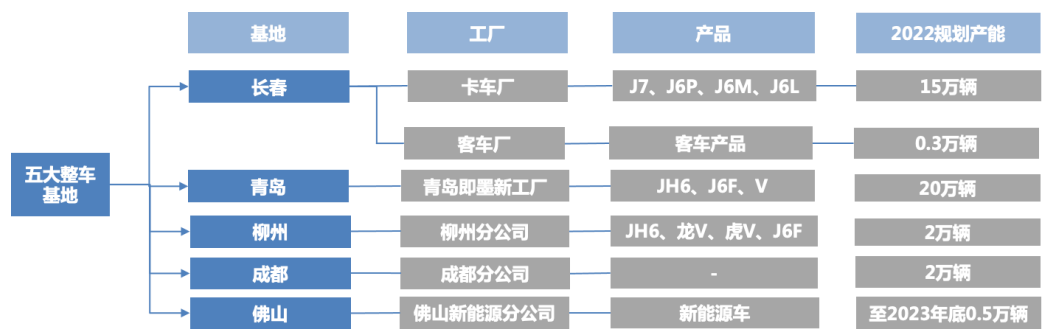 基地 工厂 产品 2022规划产能
长春 卡车厂 J7、J6P、J6M、J6L 15万辆
客车厂 客车产品 0.3万辆
五大整车
基地
青岛 青岛即墨新工厂 JH6、J6F、V 20万辆
柳州 柳州分公司 JH6、龙V、虎V、J6F 2万辆
成都 成都分公司 - 2万辆
佛山 佛山新能源分公司 新能源车 至2023年底0.5万辆